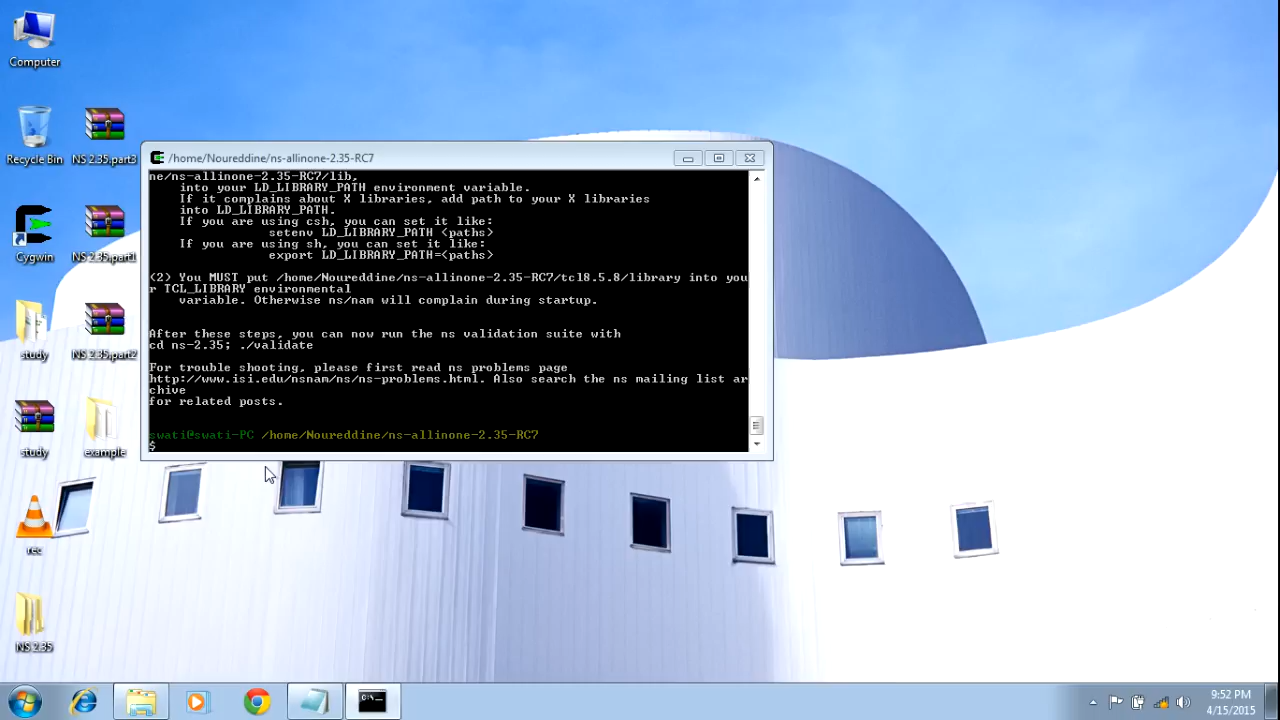 Computer
Recycle Bin
NS 2.35.part3
Cygwin
NS 2.35.part1
study
NS 2.35.part2
study
example
rec
NS 2.35
/home/Noureddine/ns-allinone-2.35-RC7
ne/ns-allinone-2.35-RC7/lib,
into your LD_LIBRARY_PATH environment variable.
If it complains about X libraries, add path to your X libraries
into LD_LIBRARY_PATH.
If you are using csh, you can set it like:
setenv LD_LIBRARY_PATH <paths>
If you are using sh, you can set it like:
export LD_LIBRARY_PATH=<paths>
(2) You MUST put /home/Noureddine/ns-allinone-2.35-RC7/tcl8.5.8/library into you
r TCL_LIBRARY environmental
variable. Otherwise ns/nam will complain during startup.
After these steps, you can now run the ns validation suite with
cd ns-2.35; ./validate
For trouble shooting, please first read ns problems page
http://www.isi.edu/nsnam/ns/ns-problems.html. Also search the ns mailing list ar
chive
for related posts.
swati@swati-PC /home/Noureddine/ns-allinone-2.35-RC7
$
C:\.
9:52 PM
4/15/2015